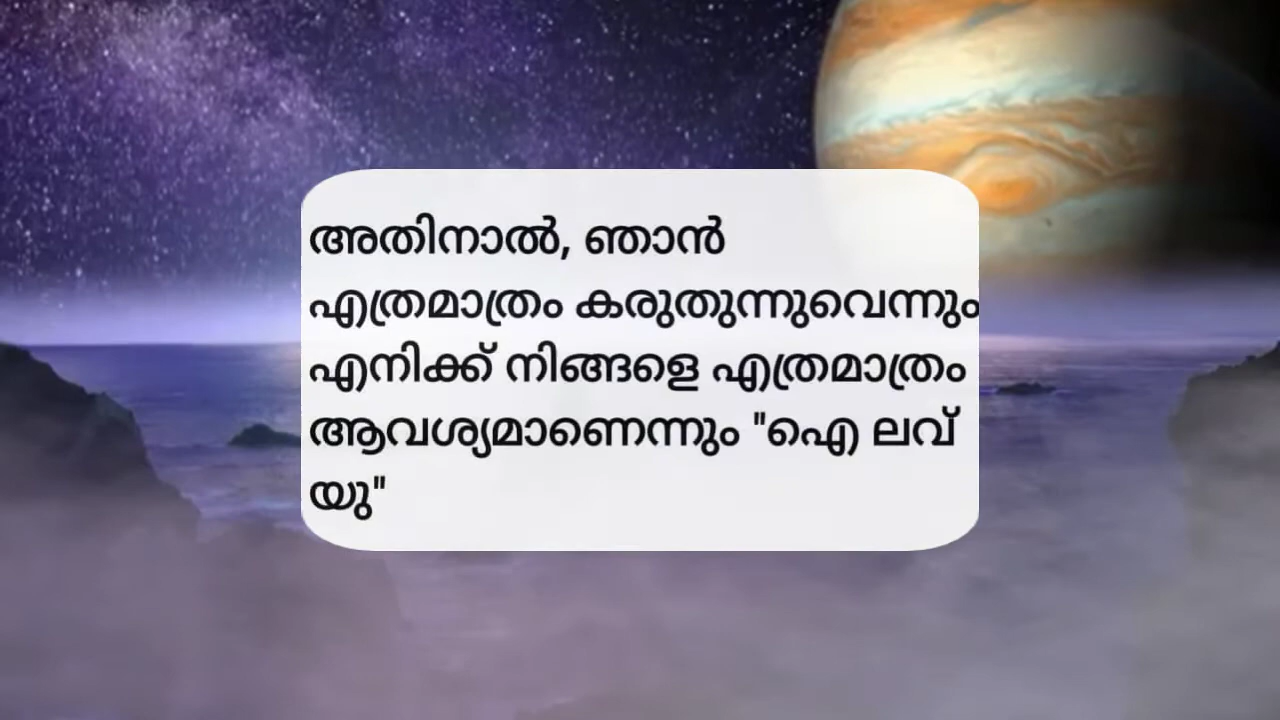 അതിനാൽ, ഞാൻ
എത്രമാത്രം കരുതുന്നുവെന്നും
എനിക്ക് നിങ്ങളെ എത്രമാത്രം
ആവശ്യമാണെന്നും "ഐ ലവ്
യു"